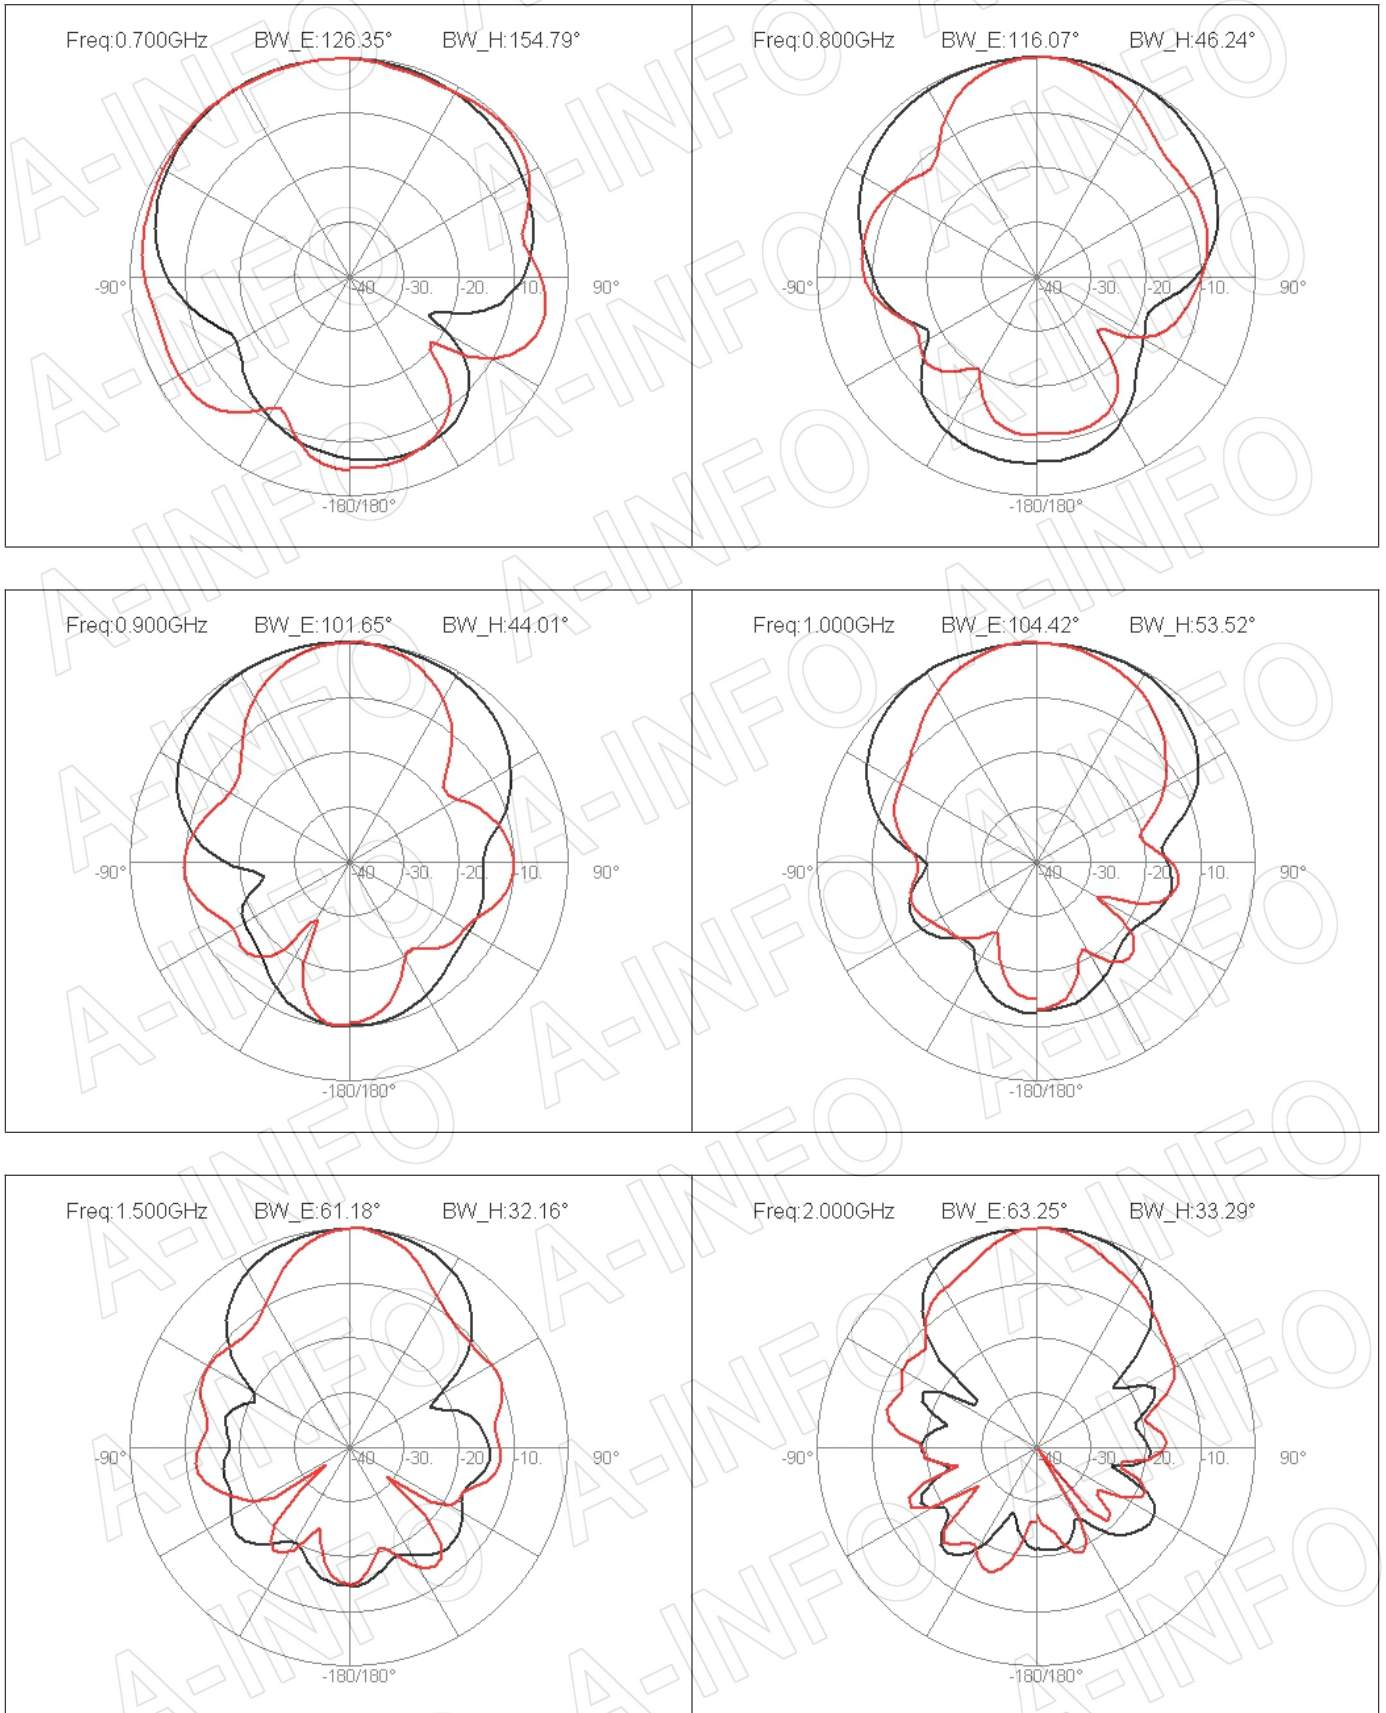 Freq:0.700GHz BW_E:126.35° BW_H:154.79°
-90° -40 -30. -20. -10. 90°
-180/180°
Freq:0.800GHz BW_E:116.07° BW_H:46.24°
-90° -40 -30. -20. -10. 90°
-180/180°
Freq:0.900GHz BW_E:101.65° BW_H:44.01°
-90° -40 -30. -20. -10. 90°
-180/180°
Freq:1.000GHz BW_E:104.42° BW_H:53.52°
-90° -40 -30. -20. -10. 90°
-180/180°
Freq:1.500GHz BW_E:61.18° BW_H:32.16°
-90° -40 -30. -20. -10. 90°
-180/180°
Freq:2.000GHz BW_E:63.25° BW_H:33.29°
-90° -40 -30. -20. -10. 90°
-180/180°
A-INFO